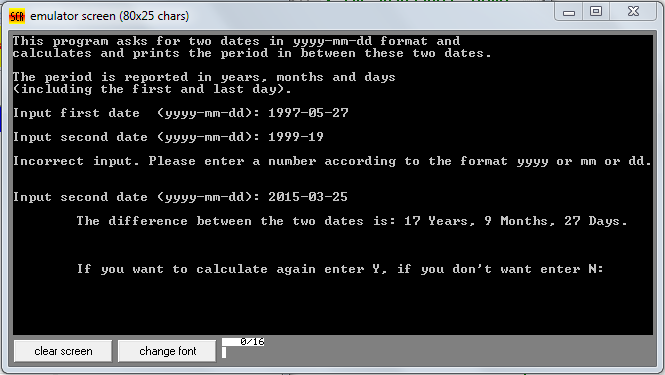 emulator screen (80x25 chars)
This program asks for two dates in yyyy-mm-dd format and
calculates and prints the period in between these two dates.
The period is reported in years, months and days
(including the first and last day).
Input first date  (yyyy-mm-dd): 1997-05-27
Input second date (yyyy-mm-dd): 1999-19
Incorrect input. Please enter a number according to the format yyyy or mm or dd.
Input second date (yyyy-mm-dd): 2015-03-25
The difference between the two dates is: 17 Years, 9 Months, 27 Days.
If you want to calculate again enter Y, if you don't want enter N:
clear screen
change font
0/16